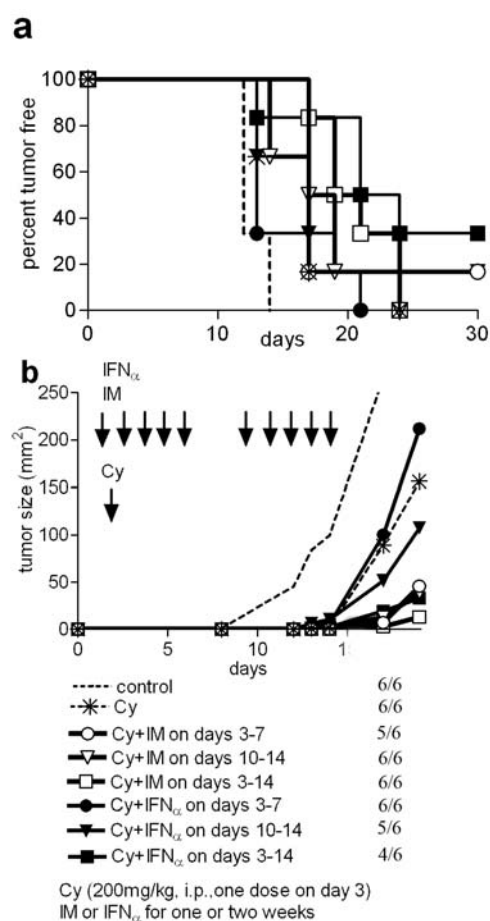 a
percent tumor free
100
80
60
40
20
0
0 10 20 30
days
b
IFNα
IM
Cy
tumor size (mm²)
250
200
150
100
50
0
0 5 10 1
days
control 6/6
Cy 6/6
Cy+IM on days 3-7 5/6
Cy+IM on days 10-14 6/6
Cy+IM on days 3-14 6/6
Cy+IFNα on days 3-7 6/6
Cy+IFNα on days 10-14 5/6
Cy+IFNα on days 3-14 4/6
Cy (200mg/kg, i.p.,one dose on day 3)
IM or IFNα for one or two weeks